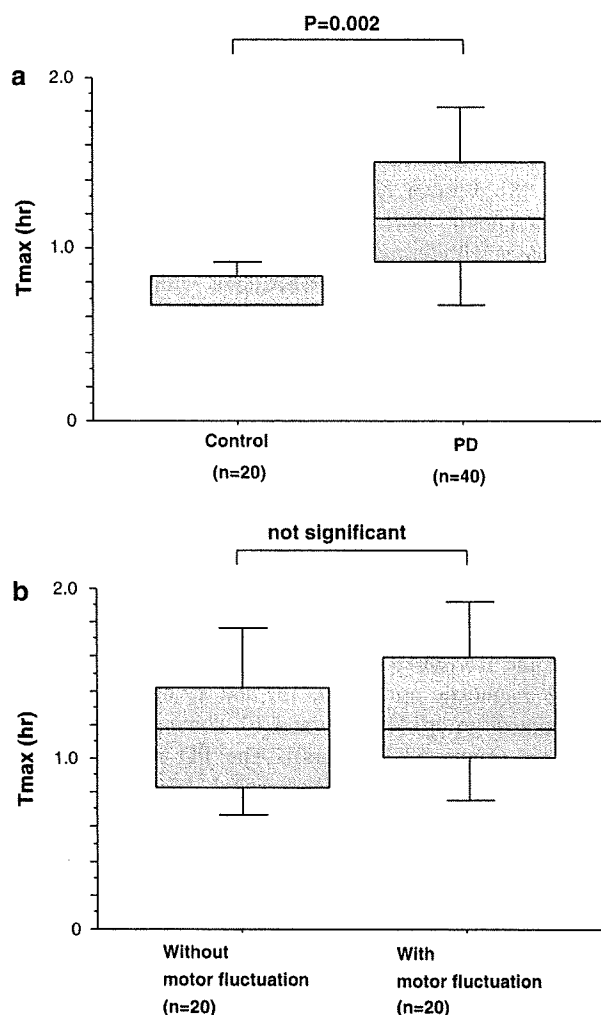 P=0.002
a
2.0
1.0
0
Tmax (hr)
Control
(n=20)
PD
(n=40)
not significant
b
2.0
1.0
0
Tmax (hr)
Without
motor fluctuation
(n=20)
With
motor fluctuation
(n=20)